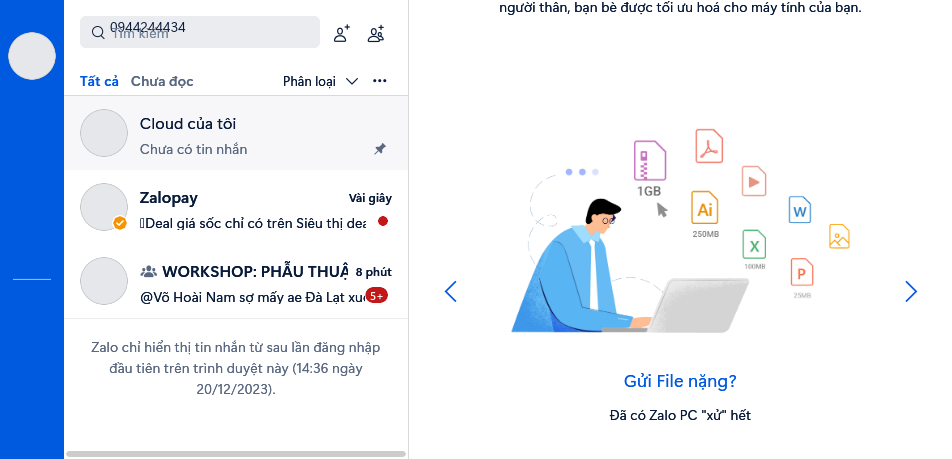 0944244434
Tìm kiếm
Tất cả Chưa đọc Phân loại
Cloud của tôi
Chưa có tin nhắn
Zalopay Vài giây
Deal giá sốc chỉ có trên Siêu thị dea
WORKSHOP: PHẪU THUẬ 8 phút
@Võ Hoài Nam sợ mấy ae Đà Lạt xuố 5+
Zalo chỉ hiển thị tin nhắn từ sau lần đăng nhập
đầu tiên trên trình duyệt này (14:36 ngày
20/12/2023).
người thân, bạn bè được tối ưu hoá cho máy tính của bạn.
1GB
Ai
250MB
W
X
100MB
P
25MB
Gửi File nặng?
Đã có Zalo PC "xử" hết